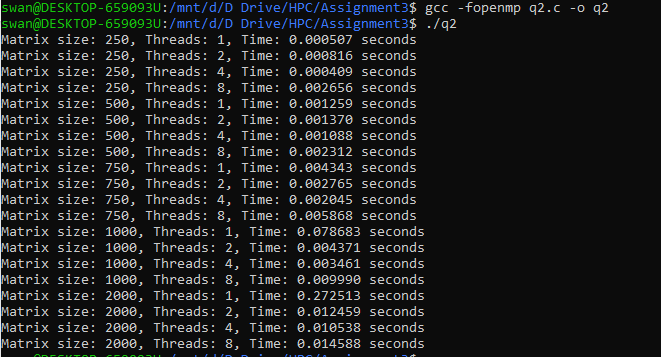 swan@DESKTOP-659093U:/mnt/d/D Drive/HPC/Assignment3$ gcc -fopenmp q2.c -o q2
swan@DESKTOP-659093U:/mnt/d/D Drive/HPC/Assignment3$ ./q2
Matrix size: 250, Threads: 1, Time: 0.000507 seconds
Matrix size: 250, Threads: 2, Time: 0.000816 seconds
Matrix size: 250, Threads: 4, Time: 0.000409 seconds
Matrix size: 250, Threads: 8, Time: 0.002656 seconds
Matrix size: 500, Threads: 1, Time: 0.001259 seconds
Matrix size: 500, Threads: 2, Time: 0.001370 seconds
Matrix size: 500, Threads: 4, Time: 0.001088 seconds
Matrix size: 500, Threads: 8, Time: 0.002312 seconds
Matrix size: 750, Threads: 1, Time: 0.004343 seconds
Matrix size: 750, Threads: 2, Time: 0.002765 seconds
Matrix size: 750, Threads: 4, Time: 0.002045 seconds
Matrix size: 750, Threads: 8, Time: 0.005868 seconds
Matrix size: 1000, Threads: 1, Time: 0.078683 seconds
Matrix size: 1000, Threads: 2, Time: 0.004371 seconds
Matrix size: 1000, Threads: 4, Time: 0.003461 seconds
Matrix size: 1000, Threads: 8, Time: 0.009990 seconds
Matrix size: 2000, Threads: 1, Time: 0.272513 seconds
Matrix size: 2000, Threads: 2, Time: 0.012459 seconds
Matrix size: 2000, Threads: 4, Time: 0.010538 seconds
Matrix size: 2000, Threads: 8, Time: 0.014588 seconds
swan@DESKTOP-659093U:/mnt/d/D Drive/HPC/Assignment3$